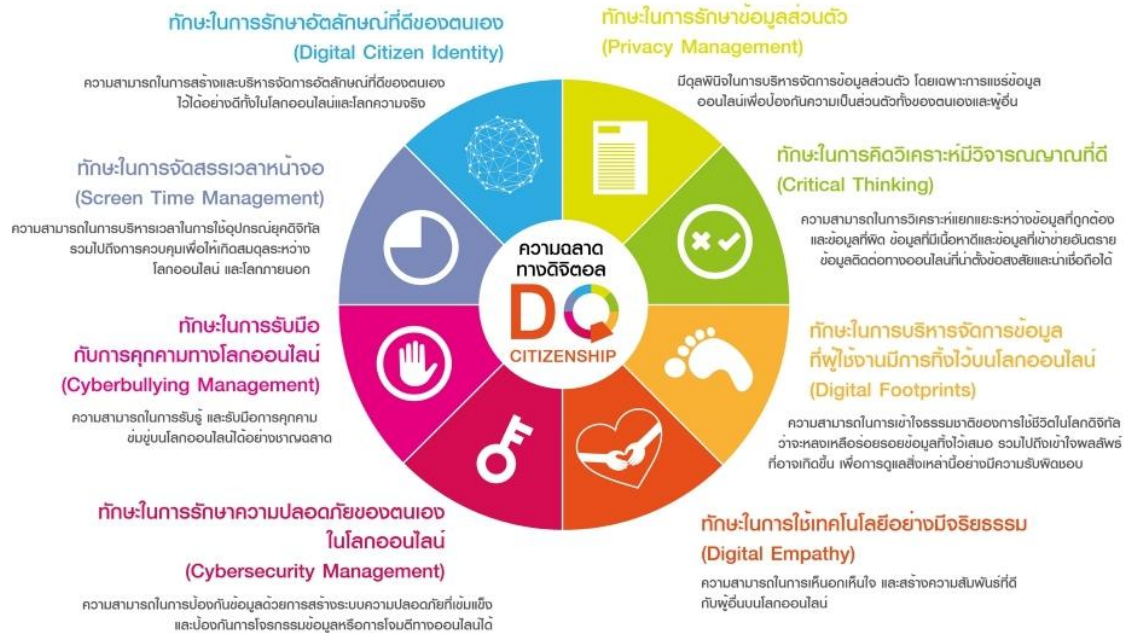 ทักษะในการรักษาอัตลักษณ์ที่ดีของตนเอง
(Digital Citizen Identity)
ความสามารถในการสร้างและบริหารจัดการอัตลักษณ์ที่ดีของตนเอง
ไว้ได้อย่างดีทั้งในโลกออนไลน์และโลกความจริง
ทักษะในการรักษาข้อมูลส่วนตัว
(Privacy Management)
มีดุลพินิจในการบริหารจัดการข้อมูลส่วนตัว โดยเฉพาะการแชร์ข้อมูล
ออนไลน์เพื่อป้องกันความเป็นส่วนตัวทั้งของตนเองและผู้อื่น
ทักษะในการจัดสรรเวลาหน้าจอ
(Screen Time Management)
ความสามารถในการบริหารเวลาในการใช้อุปกรณ์ยุคดิจิทัล
รวมไปถึงการควบคุมเพื่อให้เกิดสมดุลระหว่าง
โลกออนไลน์ และโลกภายนอก
ทักษะในการคิดวิเคราะห์มีวิจารณญาณที่ดี
(Critical Thinking)
ความสามารถในการวิเคราะห์แยกแยะระหว่างข้อมูลที่ถูกต้อง
และข้อมูลที่ผิด ข้อมูลที่มีเนื้อหาดีและข้อมูลที่เข้าข่ายอันตราย
ข้อมูลติดต่อทางออนไลน์ที่น่าตั้งข้อสงสัยและน่าเชื่อถือได้
ความฉลาด
ทางดิจิตอล
DQ
CITIZENSHIP
ทักษะในการรับมือ
กับการคุกคามทางโลกออนไลน์
(Cyberbullying Management)
ความสามารถในการรับรู้ และรับมือการคุกคาม
ข่มขู่บนโลกออนไลน์ได้อย่างชาญฉลาด
ทักษะในการบริหารจัดการข้อมูล
ที่ผู้ใช้งานมีการทิ้งไว้บนโลกออนไลน์
(Digital Footprints)
ความสามารถในการเข้าใจธรรมชาติของการใช้ชีวิตในโลกดิจิทัล
ว่าจะหลงเหลือร่อยรอยข้อมูลทิ้งไว้เสมอ รวมไปถึงเข้าใจผลลัพธ์
ที่อาจเกิดขึ้น เพื่อการดูแลสิ่งเหล่านี้อย่างมีความรับผิดชอบ
ทักษะในการรักษาความปลอดภัยของตนเอง
ในโลกออนไลน์
(Cybersecurity Management)
ความสามารถในการป้องกันข้อมูลด้วยการสร้างระบบความปลอดภัยที่เข้มแข็ง
และป้องกันการโจรกรรมข้อมูลหรือการโจมตีทางออนไลน์ได้
ทักษะในการใช้เทคโนโลยีอย่างมีจริยธรรม
(Digital Empathy)
ความสามารถในการเห็นอกเห็นใจ และสร้างความสัมพันธ์ที่ดี
กับผู้อื่นบนโลกออนไลน์